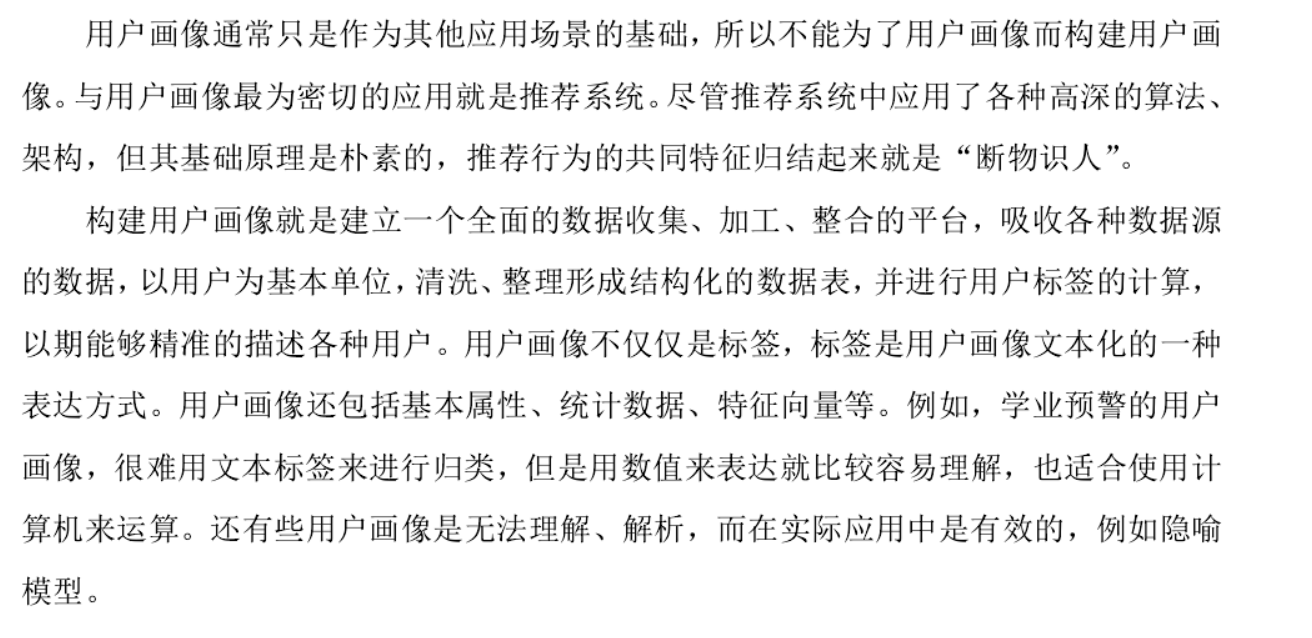 用户画像通常只是作为其他应用场景的基础，所以不能为了用户画像而构建用户画
像。与用户画像最为密切的应用就是推荐系统。尽管推荐系统中应用了各种高深的算法、
架构，但其基础原理是朴素的，推荐行为的共同特征归结起来就是“断物识人”。
构建用户画像就是建立一个全面的数据收集、加工、整合的平台，吸收各种数据源
的数据，以用户为基本单位，清洗、整理形成结构化的数据表，并进行用户标签的计算，
以期能够精准的描述各种用户。用户画像不仅仅是标签，标签是用户画像文本化的一种
表达方式。用户画像还包括基本属性、统计数据、特征向量等。例如，学业预警的用户
画像，很难用文本标签来进行归类，但是用数值来表达就比较容易理解，也适合使用计
算机来运算。还有些用户画像是无法理解、解析，而在实际应用中是有效的，例如隐喻
模型。